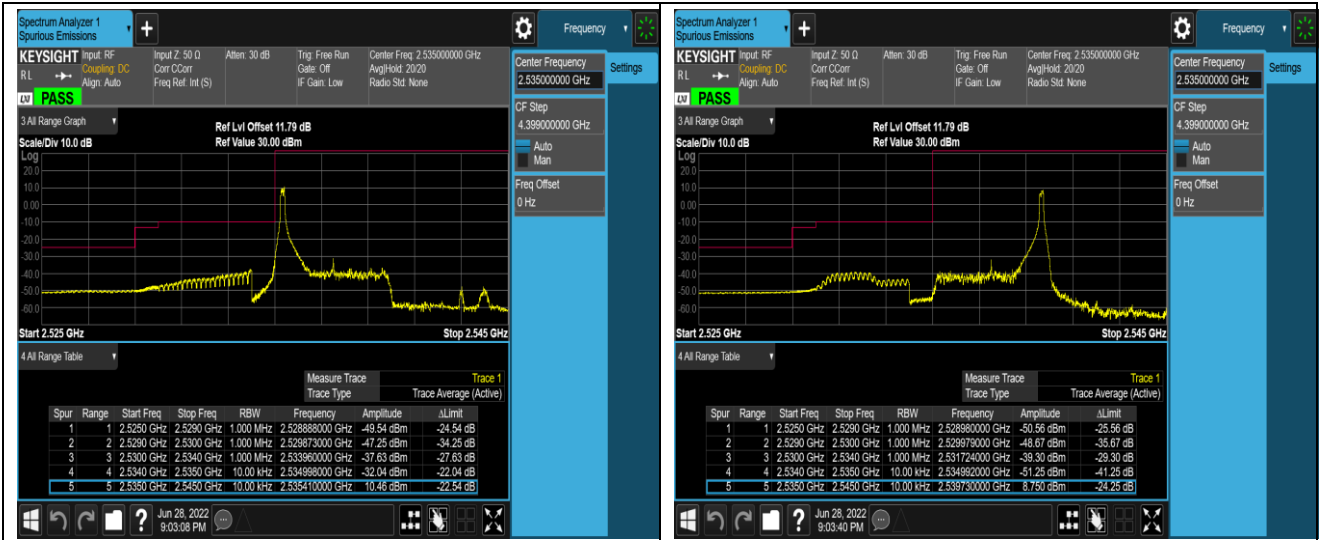 Spectrum Analyzer 1
Spurious Emissions
+
Frequency
KEYSIGHT Input: RF Input Z: 50 Ω Atten: 30 dB Trig: Free Run Center Freq: 2.535000000 GHz
Coupling: DC Corr CCorr Gate: Off Avg|Hold: 20/20
R L Align: Auto Freq Ref: Int (S) IF Gain: Low Radio Std: None
LXI PASS
Center Frequency
2.535000000 GHz
Settings
CF Step
4.399000000 GHz
Auto
Man
Freq Offset
0 Hz
3 All Range Graph
Ref Lvl Offset 11.79 dB
Scale/Div 10.0 dB Ref Value 30.00 dBm
Log
20.0
10.0
0.00
-10.0
-20.0
-30.0
-40.0
-50.0
-60.0
Start 2.525 GHz Stop 2.545 GHz
4 All Range Table
Measure Trace Trace 1
Trace Type Trace Average (Active)
Spur Range Start Freq Stop Freq RBW Frequency Amplitude ΔLimit
1 1 2.5250 GHz 2.5290 GHz 1.000 MHz 2.528888000 GHz -49.54 dBm -24.54 dB
2 2 2.5290 GHz 2.5300 GHz 1.000 MHz 2.529873000 GHz -47.25 dBm -34.25 dB
3 3 2.5300 GHz 2.5340 GHz 1.000 MHz 2.533960000 GHz -37.63 dBm -27.63 dB
4 4 2.5340 GHz 2.5350 GHz 10.00 kHz 2.534998000 GHz -32.04 dBm -22.04 dB
5 5 2.5350 GHz 2.5450 GHz 10.00 kHz 2.535410000 GHz 10.46 dBm -22.54 dB
? Jun 28, 2022
9:03:08 PM
Spectrum Analyzer 1
Spurious Emissions
+
Frequency
KEYSIGHT Input: RF Input Z: 50 Ω Atten: 30 dB Trig: Free Run Center Freq: 2.535000000 GHz
Coupling: DC Corr CCorr Gate: Off Avg|Hold: 20/20
R L Align: Auto Freq Ref: Int (S) IF Gain: Low Radio Std: None
LXI PASS
Center Frequency
2.535000000 GHz
Settings
CF Step
4.399000000 GHz
Auto
Man
Freq Offset
0 Hz
3 All Range Graph
Ref Lvl Offset 11.79 dB
Scale/Div 10.0 dB Ref Value 30.00 dBm
Log
20.0
10.0
0.00
-10.0
-20.0
-30.0
-40.0
-50.0
-60.0
Start 2.525 GHz Stop 2.545 GHz
4 All Range Table
Measure Trace Trace 1
Trace Type Trace Average (Active)
Spur Range Start Freq Stop Freq RBW Frequency Amplitude ΔLimit
1 1 2.5250 GHz 2.5290 GHz 1.000 MHz 2.528980000 GHz -50.56 dBm -25.56 dB
2 2 2.5290 GHz 2.5300 GHz 1.000 MHz 2.529979000 GHz -48.67 dBm -35.67 dB
3 3 2.5300 GHz 2.5340 GHz 1.000 MHz 2.531724000 GHz -39.30 dBm -29.30 dB
4 4 2.5340 GHz 2.5350 GHz 10.00 kHz 2.534992000 GHz -51.25 dBm -41.25 dB
5 5 2.5350 GHz 2.5450 GHz 10.00 kHz 2.539730000 GHz 8.750 dBm -24.25 dB
? Jun 28, 2022
9:03:40 PM